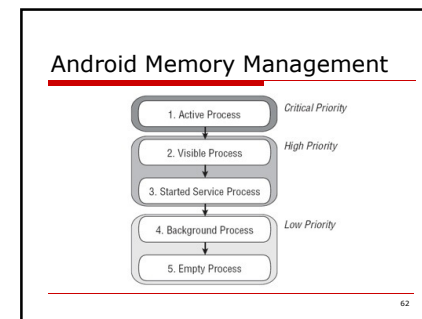 Android Memory Management
1. Active Process
Critical Priority
2. Visible Process
High Priority
3. Started Service Process
4. Background Process
Low Priority
5. Empty Process
62